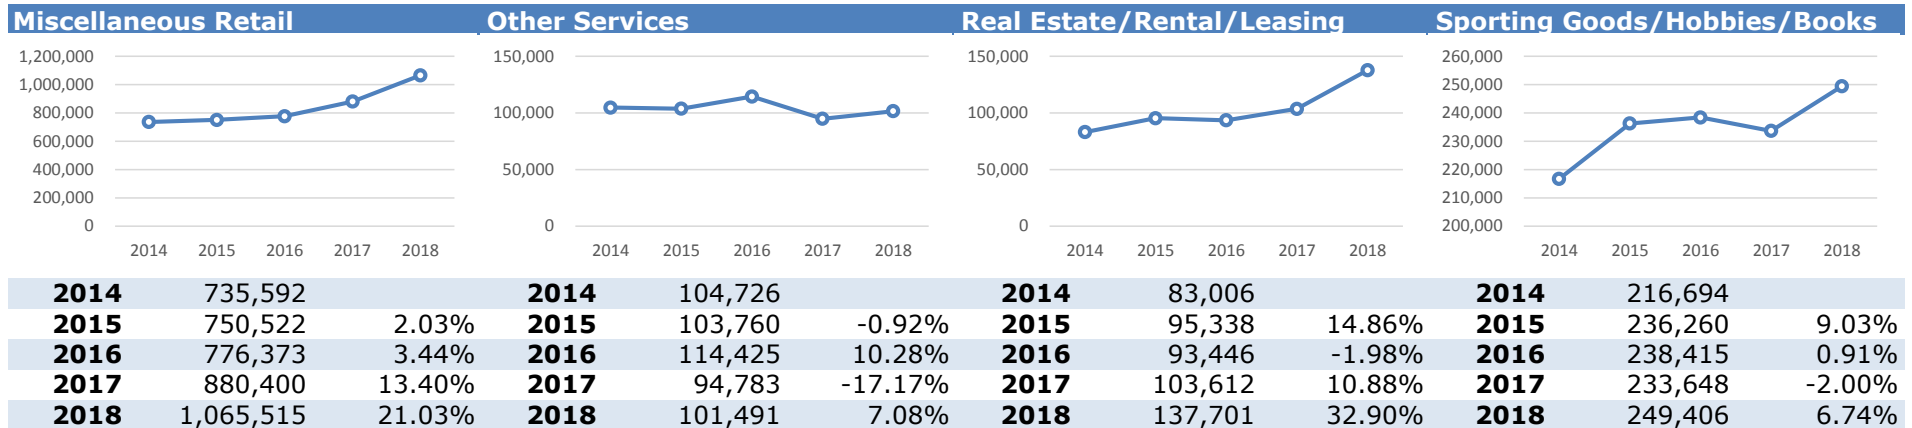 Miscellaneous Retail Other Services Real Estate/Rental/Leasing Sporting Goods/Hobbies/Books
1,200,000 150,000 150,000 260,000
1,000,000 250,000
800,000 100,000 100,000 240,000
600,000 230,000
400,000 50,000 50,000 220,000
200,000 210,000
0 0 0 200,000
2014 2015 2016 2017 2018 2014 2015 2016 2017 2018 2014 2015 2016 2017 2018 2014 2015 2016 2017 2018
2014 735,592 2014 104,726 2014 83,006 2014 216,694
2015 750,522 2.03% 2015 103,760 -0.92% 2015 95,338 14.86% 2015 236,260 9.03%
2016 776,373 3.44% 2016 114,425 10.28% 2016 93,446 -1.98% 2016 238,415 0.91%
2017 880,400 13.40% 2017 94,783 -17.17% 2017 103,612 10.88% 2017 233,648 -2.00%
2018 1,065,515 21.03% 2018 101,491 7.08% 2018 137,701 32.90% 2018 249,406 6.74%